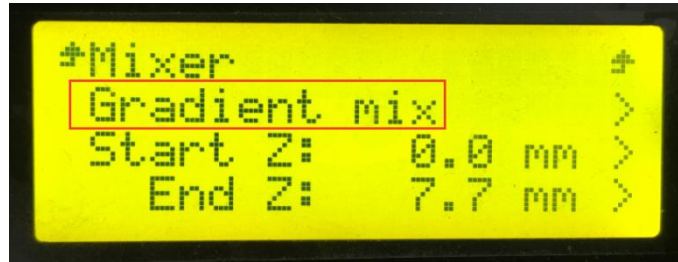 Mixer
Gradient mix >
Start Z: 0.0 mm >
End Z: 7.7 mm >